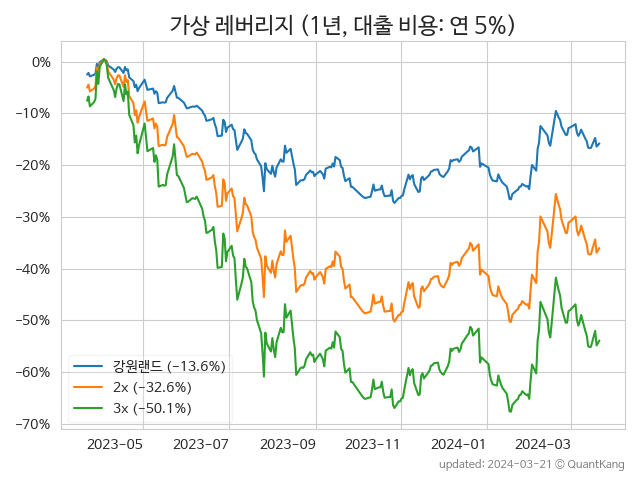 가상 레버리지 (1년, 대출 비용: 연 5%)
0%
−10%
−20%
−30%
−40%
−50%
−60%
−70%
강원랜드 (−13.6%)
2x (−32.6%)
3x (−50.1%)
2023-05 2023-07 2023-09 2023-11 2024-01 2024-03
updated: 2024-03-21 © QuantKang